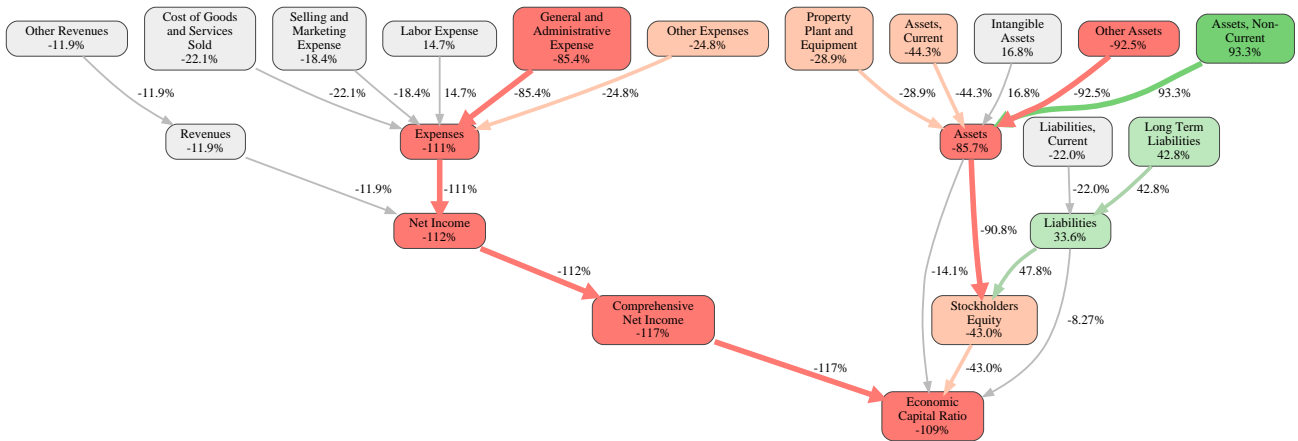 Other Revenues
-11.9%
Cost of Goods
and Services
Sold
-22.1%
Selling and
Marketing
Expense
-18.4%
Labor Expense
14.7%
General and
Administrative
Expense
-85.4%
Other Expenses
-24.8%
Property
Plant and
Equipment
-28.9%
Assets,
Current
-44.3%
Intangible
Assets
16.8%
Other Assets
-92.5%
Assets, Non-
Current
93.3%
-11.9%
-22.1%
-18.4%
14.7%
-85.4%
-24.8%
-28.9%
-44.3%
16.8%
-92.5%
93.3%
Revenues
-11.9%
Expenses
-111%
Assets
-85.7%
Liabilities,
Current
-22.0%
Long Term
Liabilities
42.8%
-11.9%
-111%
-22.0%
42.8%
Net Income
-112%
-90.8%
Liabilities
33.6%
-112%
-14.1%
47.8%
Comprehensive
Net Income
-117%
Stockholders
Equity
-43.0%
-8.27%
-117%
-43.0%
Economic
Capital Ratio
-109%